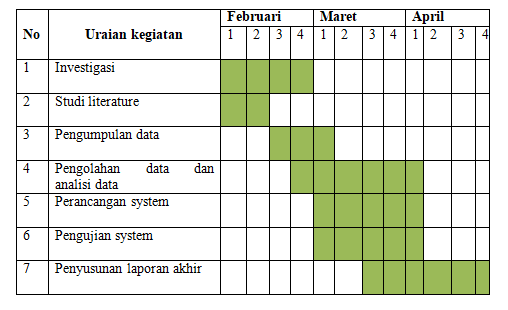 No Uraian kegiatan Februari Maret April
1 2 3 4 1 2 3 4 1 2 3 4
1 Investigasi
2 Studi literature
3 Pengumpulan data
4 Pengolahan data dan
analisi data
5 Perancangan system
6 Pengujian system
7 Penyusunan laporan akhir